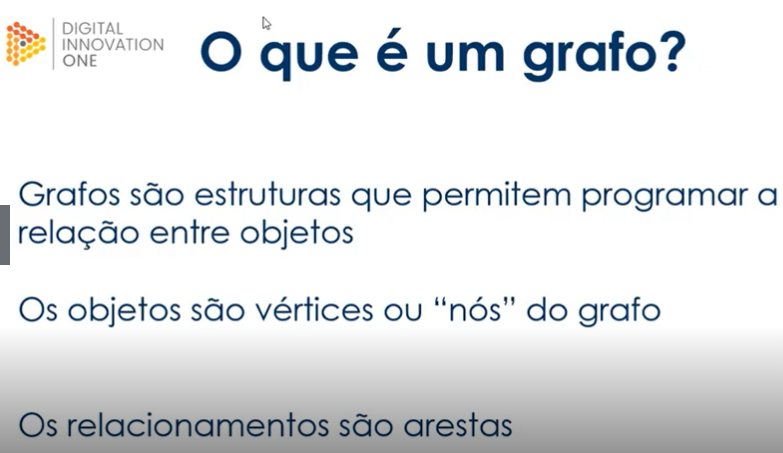 DIGITAL
INNOVATION
ONE
O que é um grafo?
Grafos são estruturas que permitem programar a
relação entre objetos
Os objetos são vértices ou “nós” do grafo
Os relacionamentos são arestas